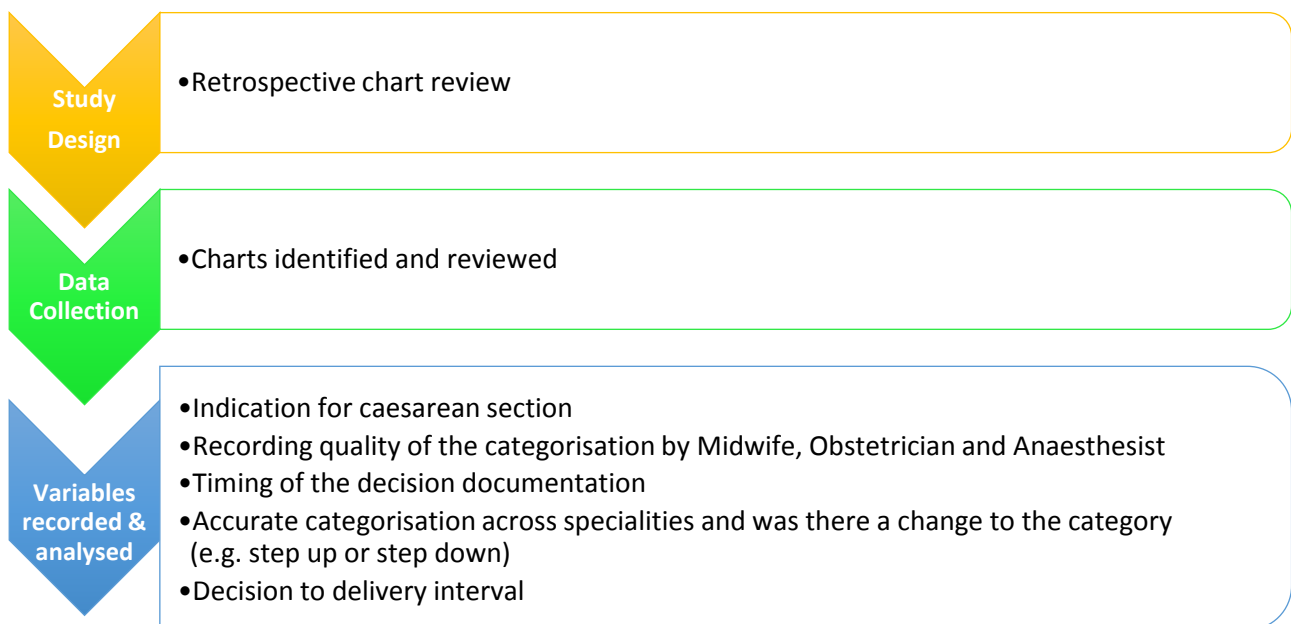 Study
Design
•Retrospective chart review
Data
Collection
•Charts identified and reviewed
Variables
recorded &
analysed
•Indication for caesarean section
•Recording quality of the categorisation by Midwife, Obstetrician and Anaesthesist
•Timing of the decision documentation
•Accurate categorisation across specialities and was there a change to the category
(e.g. step up or step down)
•Decision to delivery interval